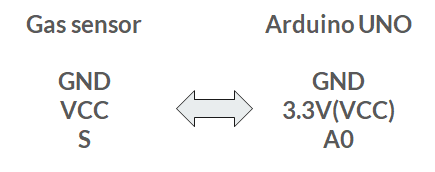 Gas sensor Arduino UNO
GND GND
VCC 3.3V(VCC)
S A0